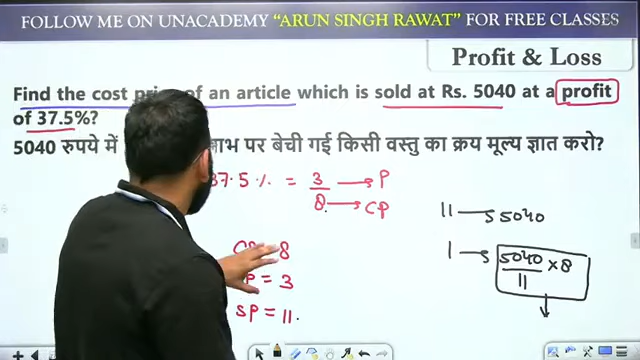 FOLLOW ME ON UNACADEMY “ARUN SINGH RAWAT” FOR FREE CLASSES
Profit & Loss
Find the cost price of an article which is sold at Rs. 5040 at a profit
of 37.5%?
5040 रुपये में पर बेची गई किसी वस्तु का क्रय मूल्य ज्ञात करो?
37.5% = 3/8
P
CP
= 8
P = 3
SP = 11
11 → 5040
1 → 5040/11 × 8